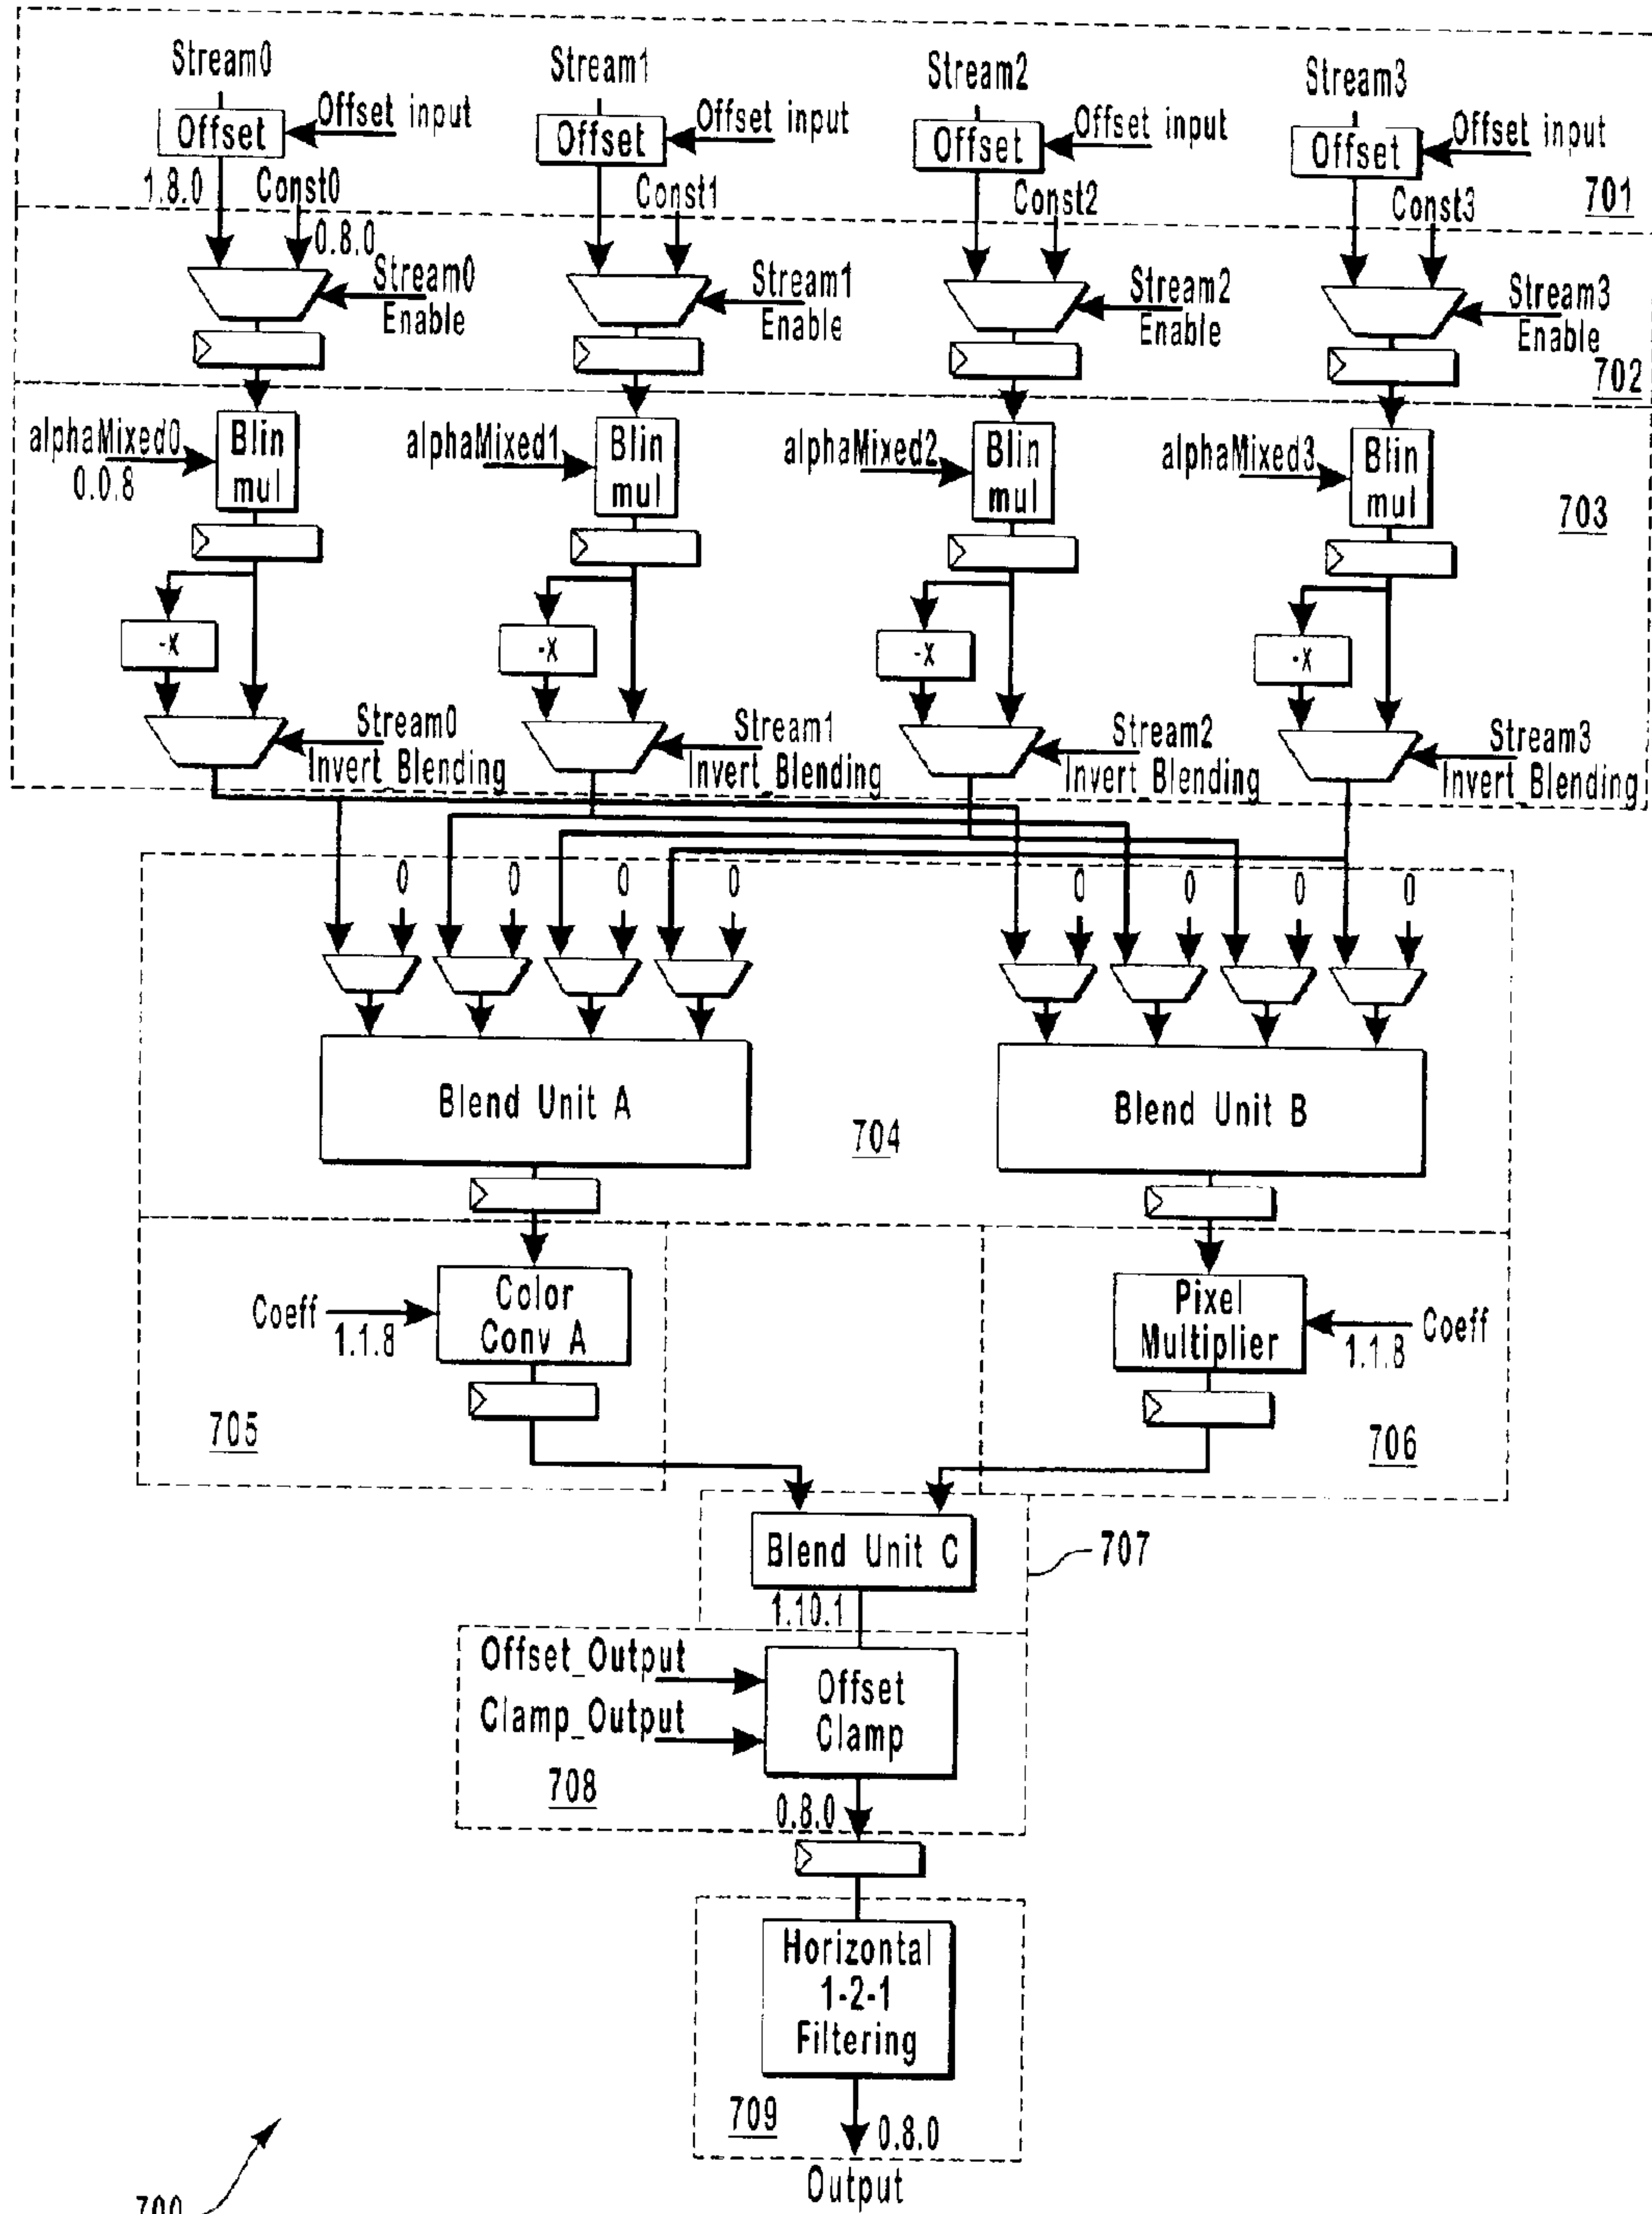 Stream0 Stream1 Stream2 Stream3
Offset Offset input Offset Offset input Offset Offset input Offset Offset input
1.8.0 Const0 Const1 Const2 Const3 701
0.8.0
Stream0 Stream1 Stream2 Stream3
Enable Enable Enable Enable
702
alphaMixed0 Blin alphaMixed1 Blin alphaMixed2 Blin alphaMixed3 Blin
0.0.8 mul mul mul mul
703
-x -x -x -x
Stream0 Stream1 Stream2 Stream3
Invert_Blending Invert_Blending Invert_Blending Invert_Blending
0 0 0 0 0 0 0 0
Blend Unit A Blend Unit B
704
Color Pixel
Coeff Conv A Multiplier Coeff
1.1.8 1.1.8
705 706
Blend Unit C 707
1.10.1
Offset_Output Offset
Clamp_Output Clamp
708
0.8.0
Horizontal
1-2-1
Filtering
709 0.8.0
Output
700